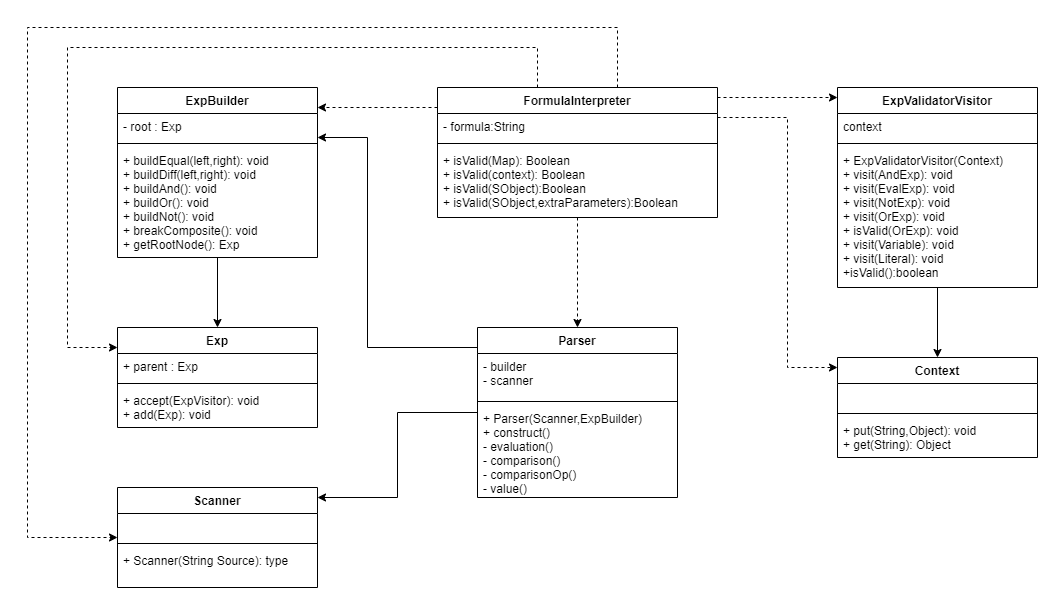 ExpBuilder
- root : Exp
+ buildEqual(left,right): void
+ buildDiff(left,right): void
+ buildAnd(): void
+ buildOr(): void
+ buildNot(): void
+ breakComposite(): void
+ getRootNode(): Exp
FormulaInterpreter
- formula:String
+ isValid(Map): Boolean
+ isValid(context): Boolean
+ isValid(SObject):Boolean
+ isValid(SObject,extraParameters):Boolean
ExpValidatorVisitor
context
+ ExpValidatorVisitor(Context)
+ visit(AndExp): void
+ visit(EvalExp): void
+ visit(NotExp): void
+ visit(OrExp): void
+ isValid(OrExp): void
+ visit(Variable): void
+ visit(Literal): void
+isValid():boolean
Exp
+ parent : Exp
+ accept(ExpVisitor): void
+ add(Exp): void
Parser
- builder
- scanner
+ Parser(Scanner,ExpBuilder)
+ construct()
- evaluation()
- comparison()
- comparisonOp()
- value()
Context
+ put(String,Object): void
+ get(String): Object
Scanner
+ Scanner(String Source): type